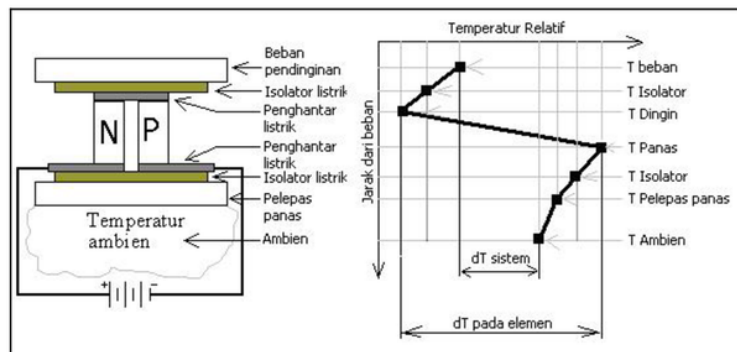 Beban
pendinginan
Isolator listrik
Penghantar
listrik
N P
Penghantar
listrik
Isolator listrik
Pelepas
panas
Temperatur
ambien
Ambien
+ -
Temperatur Relatif
Jarak dari beban
T beban
T Isolator
T Dingin
T Panas
T Isolator
T Pelepas panas
T Ambien
dT sistem
dT pada elemen